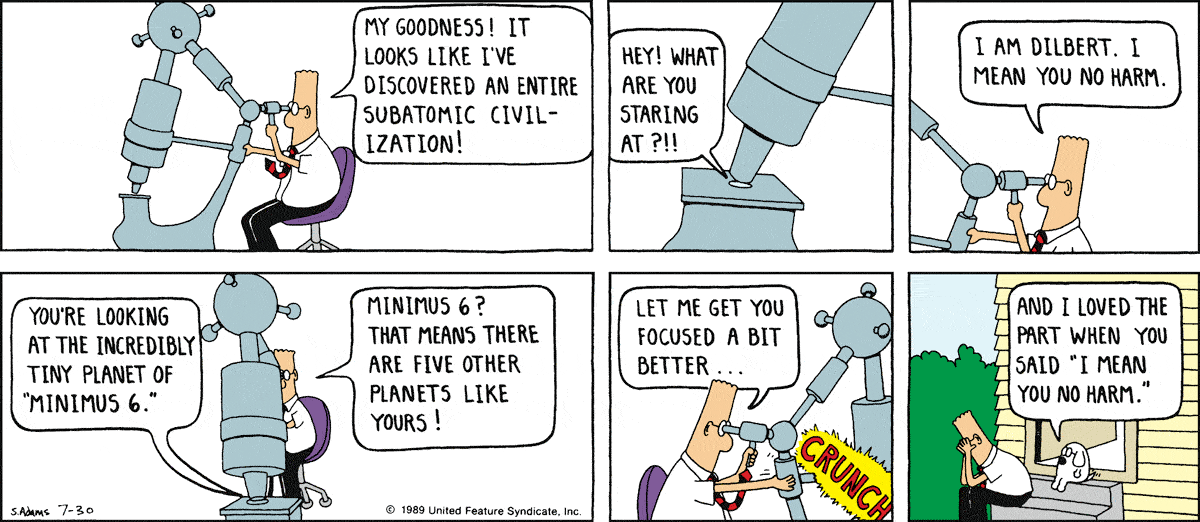 MY GOODNESS! IT
LOOKS LIKE I'VE
DISCOVERED AN ENTIRE
SUBATOMIC CIVIL-
IZATION!
HEY! WHAT
ARE YOU
STARING
AT?!!
I AM DILBERT. I
MEAN YOU NO HARM.
YOU'RE LOOKING
AT THE INCREDIBLY
TINY PLANET OF
"MINIMUS 6."
MINIMUS 6?
THAT MEANS THERE
ARE FIVE OTHER
PLANETS LIKE
YOURS!
S.Adams 7-30
© 1989 United Feature Syndicate, Inc.
LET ME GET YOU
FOCUSED A BIT
BETTER...
CRUNCH
AND I LOVED THE
PART WHEN YOU
SAID "I MEAN
YOU NO HARM."